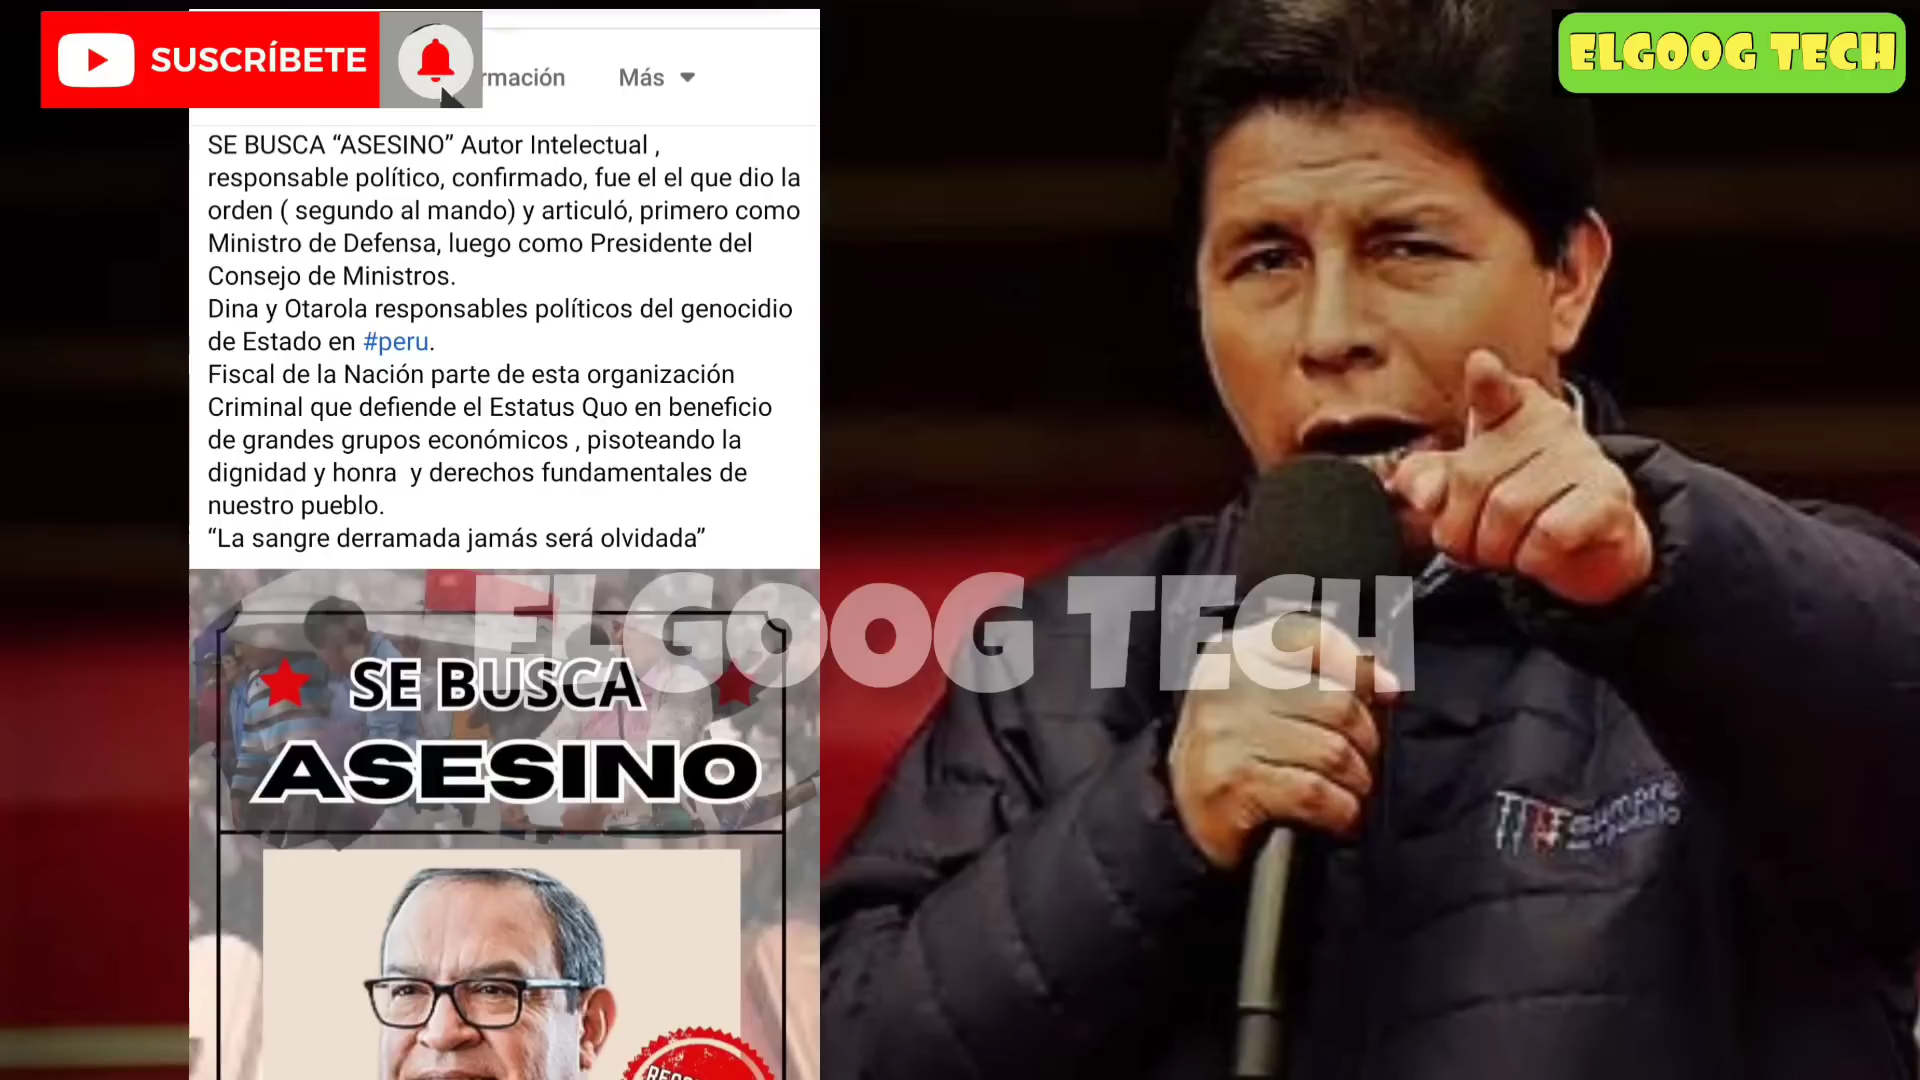 SUSCRÍBETE
rmación Más
ELGOOG TECH
SE BUSCA “ASESINO” Autor Intelectual ,
responsable político, confirmado, fue el el que dio la
orden ( segundo al mando) y articuló, primero como
Ministro de Defensa, luego como Presidente del
Consejo de Ministros.
Dina y Otarola responsables políticos del genocidio
de Estado en #peru.
Fiscal de la Nación parte de esta organización
Criminal que defiende el Estatus Quo en beneficio
de grandes grupos económicos , pisoteando la
dignidad y honra y derechos fundamentales de
nuestro pueblo.
“La sangre derramada jamás será olvidada”
ELGOOG TECH
SE BUSCA
ASESINO
siempre